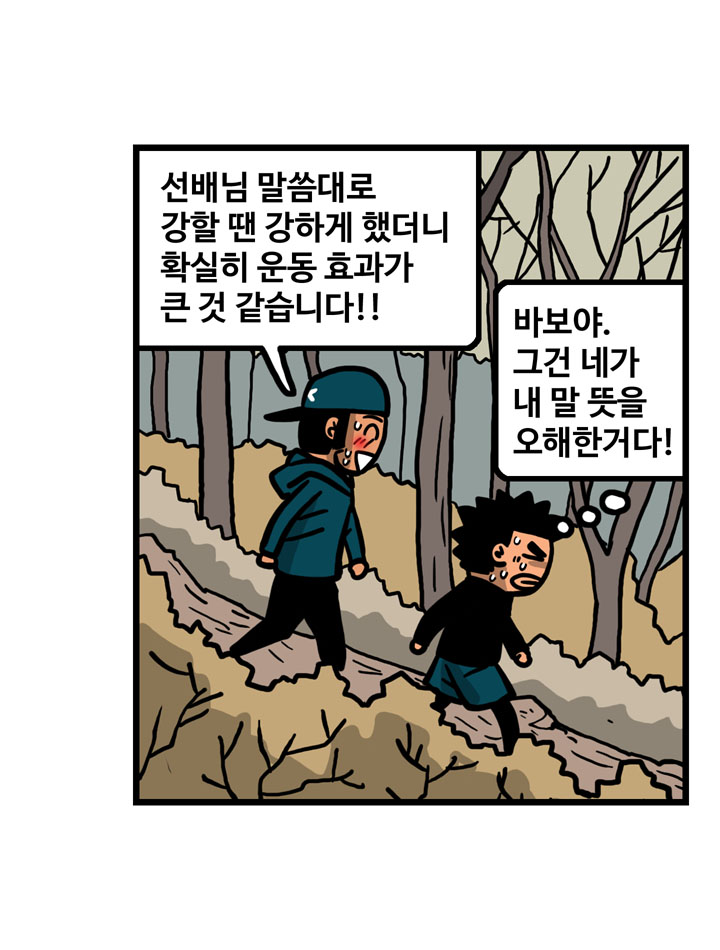 선배님 말씀대로
강할 땐 강하게 했더니
확실히 운동 효과가
큰 것 같습니다!!
바보야.
그건 네가
내 말 뜻을
오해한거다!